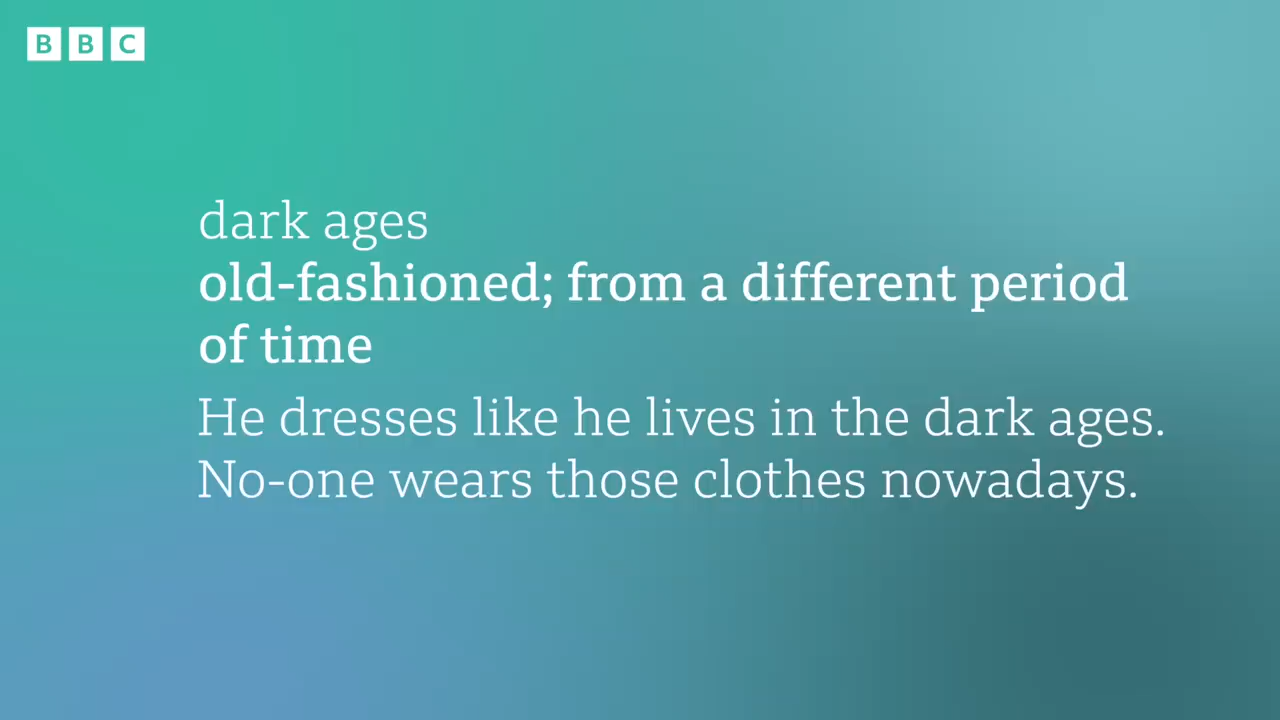 BBC
dark ages
old-fashioned; from a different period
of time
He dresses like he lives in the dark ages.
No-one wears those clothes nowadays.